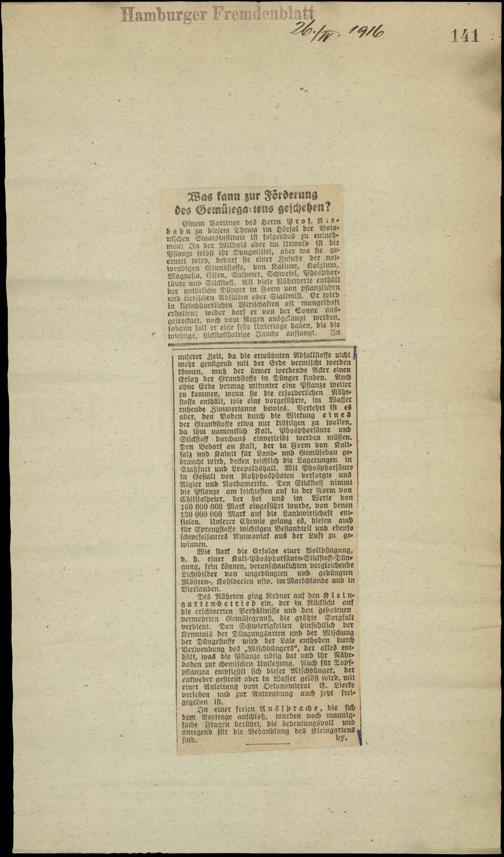 Hamburger Fremdenblatt
26./IV. 1916
141
Was kann zur Förderung
des Gemüsegartens geschehen?
Einem Vortrage des Herrn Prof. Kle-
bahn zu diesem Thema im Hörsal der Bota-
nischen Staatsinstitute ist folgendes zu entneh-
men: In der Wildnis oder im Urwald ist die
Pflanze selbst ihr Dungmittel, aber wo sie ge-
erntet wird, bedarf sie einer Zufuhr der not-
wendigen Grundstoffe, von Kalium, Kalzium,
Magnesia, Eisen, Salpeter, Schwefel, Phosphor-
säure und Stickstoff. All diese Nährwerte enthält
der natürliche Dünger in Form von pflanzlichen
und tierischen Abfällen oder Stallmist. Er wird
in kleinbäuerlichen Wirtschaften oft mangelhaft
erhalten; weder darf er von der Sonne aus-
getrocknet, noch vom Regen ausgelaugt werden,
sodann soll er eine feste Unterlage haben, die die
wichtige, stickstoffhaltige Jauche auffängt. In
unserer Zeit, da die erwähnten Abfallstoffe nicht
mehr genügend mit der Erde vermischt werden
können, muß der ärmer werdende Acker einen
Ersatz der Grundstoffe in Dünger finden. Auch
ohne Erde vermag mitunter eine Pflanze weiter
zu kommen, wenn sie die erforderlichen Nähr-
stoffe enthält, wie eine vorgeführte, im Wasser
ruhende Zimmertanne bewies. Verkehrt ist es
aber, den Boden durch die Wirkung eines
der Grundstoffe etwa nur kräftigen zu wollen,
da ihm namentlich Kali, Phosphorsäure und
Stickstoff durchaus einverleibt werden müssen.
Den Bedarf an Kali, der in Form von Kali-
salz und Kainit für Land- und Gemüsebau ge-
braucht wird, decken reichlich die Lagerungen in
Staßfurt und Leopoldshall. Mit Phosphorsäure
in Gestalt von Rohphosphaten versorgte uns
Algier und Nordamerika. Den Stickstoff nimmt
die Pflanze am leichtesten auf in der Form von
Chilisalpeter, der bei uns im Werte von
160 000 000 Mark eingeführt wurde, von denen
130 000 000 Mark auf die Landwirtschaft ent-
fielen. Unserer Chemie gelang es, diesen auch
für Sprengstoffe wichtigen Bestandteil und ebenso
schwefelsaures Ammoniak aus der Luft zu ge-
winnen.
Wie stark die Erfolge einer Volldüngung,
d. h. einer Kali-Phosphorsäure-Stickstoff-Dün-
gung, sein können, veranschaulichten vergleichende
Lichtbilder von ungedüngten und gedüngten
Möhren-, Kohlbeeten usw. im Marschlande und in
Vierlanden.
Des Näheren ging Redner auf den Klein-
gartenbetrieb ein, der in Rücksicht auf
die erschwerten Verhältnisse und den gebotenen
vermehrten Gemüsegenuß, die größte Sorgfalt
verdient. Den Schwierigkeiten hinsichtlich der
Kenntnis der Düngungsarten und der Mischung
der Düngestoffe wird der Laie enthoben durch
Verwendung des „Mischdüngers“, der alles ent-
hält, was die Pflanze nötig hat und ihr Nähr-
boden zur chemischen Umlegung. Auch für Topf-
pflanzen empfiehlt sich dieser Mischdünger, der
entweder gestreut oder in Wasser gelöst wird, mit
einer Anleitung vom Oekonomierat E. Lierke
versehen und zur Anwendung auch jetzt frei-
gegeben ist.
In einer freien Aussprache, die sich
dem Vortrage anschloß, wurden noch mannig-
fache Fragen berührt, die bedeutungsvoll und
anregend für die Behandlung des Kleingartens
sind. by.